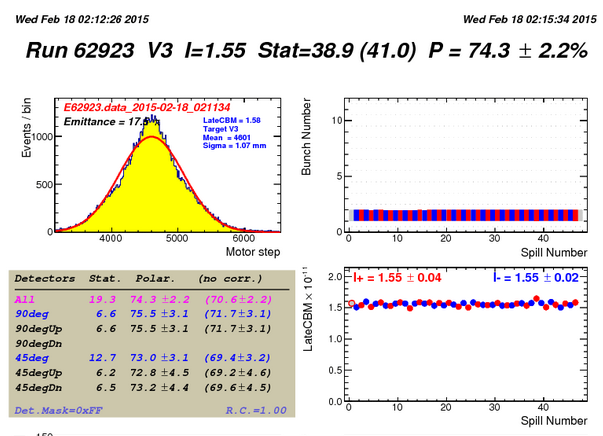 Wed Feb 18 02:12:26 2015 Wed Feb 18 02:15:34 2015
Run 62923 V3 I=1.55 Stat=38.9 (41.0) P = 74.3 ± 2.2%
E62923.data_2015-02-18_021134
Emittance = 17.5
LateCBM = 1.58
Target V3
Mean = 4601
Sigma = 1.07 mm
Events / bin
1000
500
0
4000 5000 6000
Motor step
Bunch Number
10
5
0
0 10 20 30 40
Spill Number
Detectors Stat. Polar. (no corr.)
All 19.3 74.3 ±2.2 (70.6±2.2)
90deg 6.6 75.5 ±3.1 (71.7±3.1)
90degUp 6.6 75.5 ±3.1 (71.7±3.1)
90degDn
45deg 12.7 73.0 ±3.1 (69.4±3.2)
45degUp 6.2 72.8 ±4.5 (69.2±4.6)
45degDn 6.5 73.2 ±4.4 (69.6±4.5)
Det.Mask=0xFF R.C.=1.00
I+ = 1.55 ± 0.04 I- = 1.55 ± 0.02
LateCBM × 10⁻¹¹
2.0
1.5
1.0
0.5
0.0
0 10 20 30 40
Spill Number
150